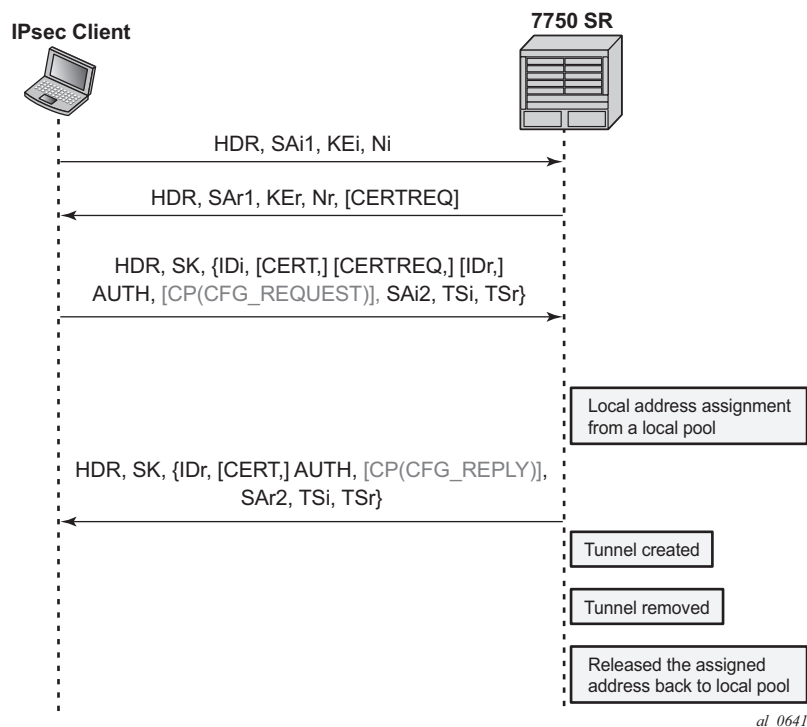 IPsec Client
7750 SR
HDR, SAi1, KEi, Ni
HDR, SAr1, KEr, Nr, [CERTREQ]
HDR, SK, {IDi, [CERT,] [CERTREQ,] [IDr,]
AUTH, [CP(CFG_REQUEST)], SAi2, TSi, TSr}
Local address assignment
from a local pool
HDR, SK, {IDr, [CERT,] AUTH, [CP(CFG_REPLY)],
SAr2, TSi, TSr}
Tunnel created
Tunnel removed
Released the assigned
address back to local pool
al_0641